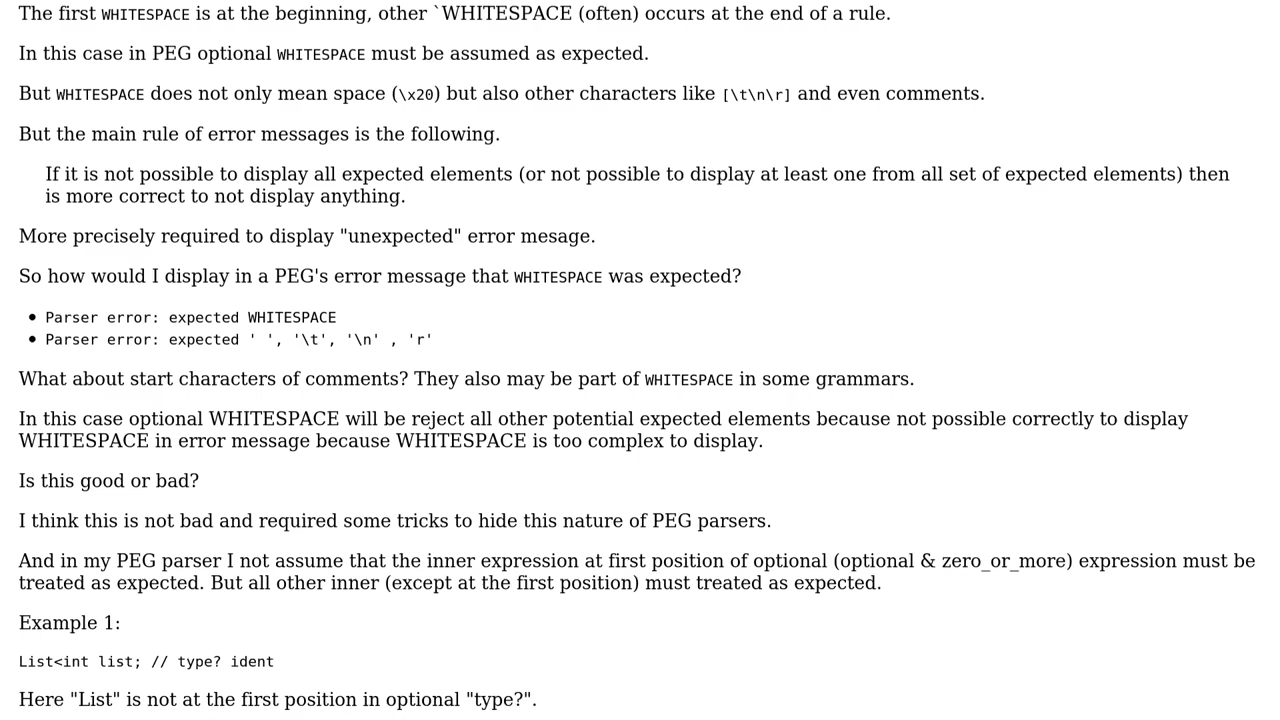 The first WHITESPACE is at the beginning, other `WHITESPACE (often) occurs at the end of a rule.
In this case in PEG optional WHITESPACE must be assumed as expected.
But WHITESPACE does not only mean space (\x20) but also other characters like [\t\n\r] and even comments.
But the main rule of error messages is the following.
If it is not possible to display all expected elements (or not possible to display at least one from all set of expected elements) then
is more correct to not display anything.
More precisely required to display "unexpected" error mesage.
So how would I display in a PEG's error message that WHITESPACE was expected?
• Parser error: expected WHITESPACE
• Parser error: expected ' ', '\t', '\n' , 'r'
What about start characters of comments? They also may be part of WHITESPACE in some grammars.
In this case optional WHITESPACE will be reject all other potential expected elements because not possible correctly to display
WHITESPACE in error message because WHITESPACE is too complex to display.
Is this good or bad?
I think this is not bad and required some tricks to hide this nature of PEG parsers.
And in my PEG parser I not assume that the inner expression at first position of optional (optional & zero_or_more) expression must be
treated as expected. But all other inner (except at the first position) must treated as expected.
Example 1:
List<int list; // type? ident
Here "List" is not at the first position in optional "type?".